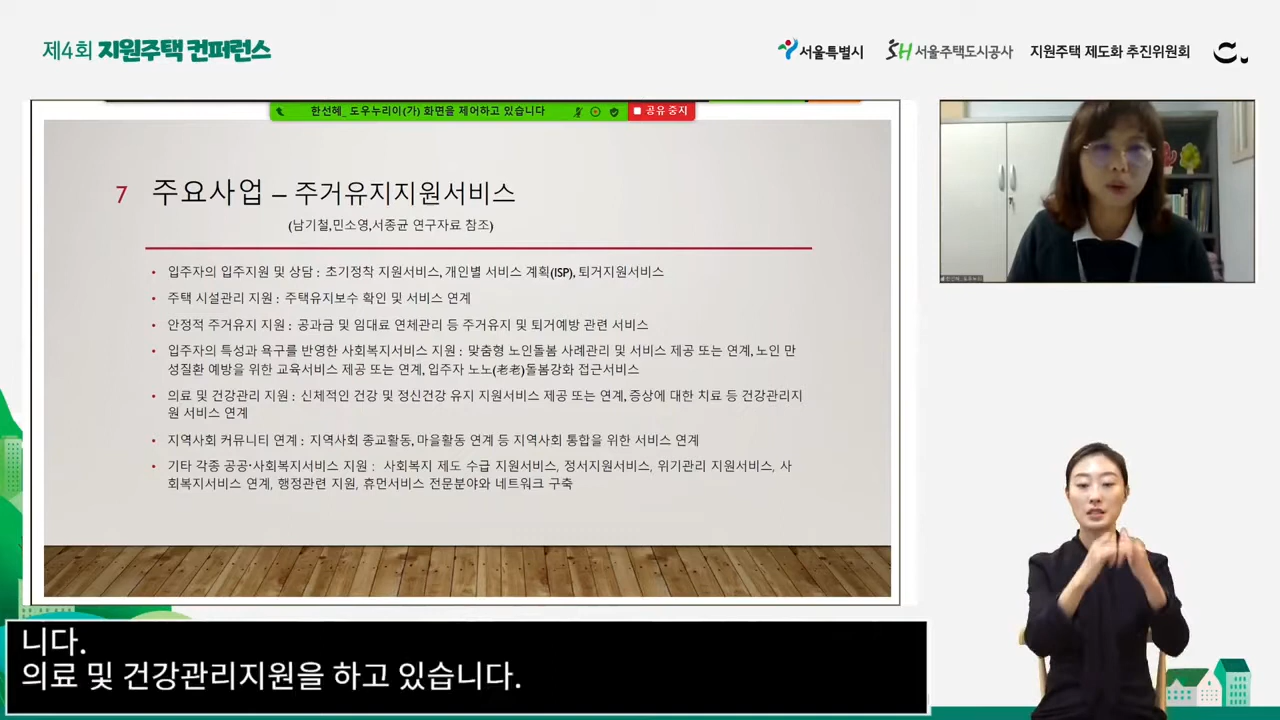 제4회 지원주택 컨퍼런스
서울특별시 SH 서울주택도시공사 지원주택 제도화 추진위원회
한선혜_ 도우누리이(가) 화면을 제어하고 있습니다 공유 중지
7 주요사업 – 주거유지지원서비스
(남기철,민소영,서종균 연구자료 참조)
• 입주자의 입주지원 및 상담 : 초기정착 지원서비스, 개인별 서비스 계획(ISP), 퇴거지원서비스
• 주택 시설관리 지원 : 주택유지보수 확인 및 서비스 연계
• 안정적 주거유지 지원 : 공과금 및 임대료 연체관리 등 주거유지 및 퇴거예방 관련 서비스
• 입주자의 특성과 욕구를 반영한 사회복지서비스 지원 : 맞춤형 노인돌봄 사례관리 및 서비스 제공 또는 연계, 노인 만
성질환 예방을 위한 교육서비스 제공 또는 연계, 입주자 노노(老老)돌봄강화 접근서비스
• 의료 및 건강관리 지원 : 신체적인 건강 및 정신건강 유지 지원서비스 제공 또는 연계, 증상에 대한 치료 등 건강관리지
원 서비스 연계
• 지역사회 커뮤니티 연계 : 지역사회 종교활동, 마을활동 연계 등 지역사회 통합을 위한 서비스 연계
• 기타 각종 공공·사회복지서비스 지원 : 사회복지 제도 수급 지원서비스, 정서지원서비스, 위기관리 지원서비스, 사
회복지서비스 연계, 행정관련 지원, 휴먼서비스 전문분야와 네트워크 구축
니다.
의료 및 건강관리지원을 하고 있습니다.